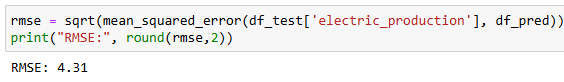 rmse = sqrt(mean_squared_error(df_test['electric_production'], df_pred))
print("RMSE:", round(rmse,2))
RMSE: 4.31